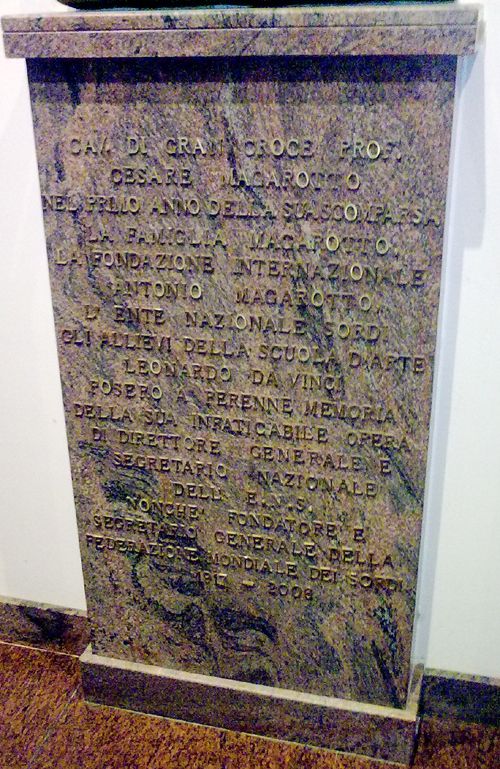 CAV. DI GRAN CROCE PROF.
CESARE MAGAROTTO
NEL PRIMO ANNO DELLA SUA SCOMPARSA
LA FAMIGLIA MAGAROTTO,
LA FONDAZIONE INTERNAZIONALE
ANTONIO MAGAROTTO,
L' ENTE NAZIONALE SORDI
GLI ALLIEVI DELLA SCUOLA D'ARTE
LEONARDO DA VINCI
POSERO A PERENNE MEMORIA
DELLA SUA INFATICABILE OPERA
DI DIRETTORE GENERALE E
SEGRETARIO NAZIONALE
DELL' E.N.S.
NONCHE' FONDATORE E
SEGRETARIO GENERALE DELLA
FEDERAZIONE MONDIALE DEI SORDI
1917 - 2006